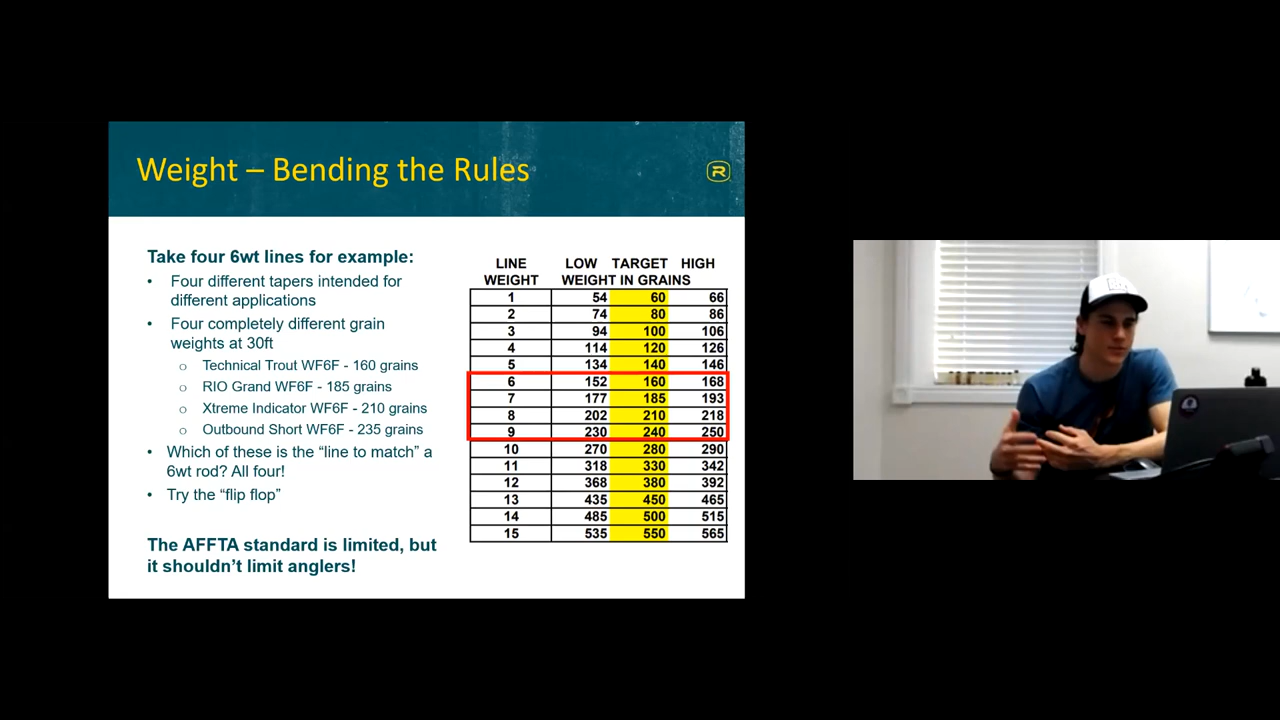 Weight – Bending the Rules
R
Take four 6wt lines for example:
• Four different tapers intended for
different applications
• Four completely different grain
weights at 30ft
o Technical Trout WF6F - 160 grains
o RIO Grand WF6F - 185 grains
o Xtreme Indicator WF6F - 210 grains
o Outbound Short WF6F - 235 grains
• Which of these is the “line to match” a
6wt rod? All four!
• Try the “flip flop”
The AFFTA standard is limited, but
it shouldn’t limit anglers!
LINE LOW TARGET HIGH
WEIGHT WEIGHT IN GRAINS
1 54 60 66
2 74 80 86
3 94 100 106
4 114 120 126
5 134 140 146
6 152 160 168
7 177 185 193
8 202 210 218
9 230 240 250
10 270 280 290
11 318 330 342
12 368 380 392
13 435 450 465
14 485 500 515
15 535 550 565